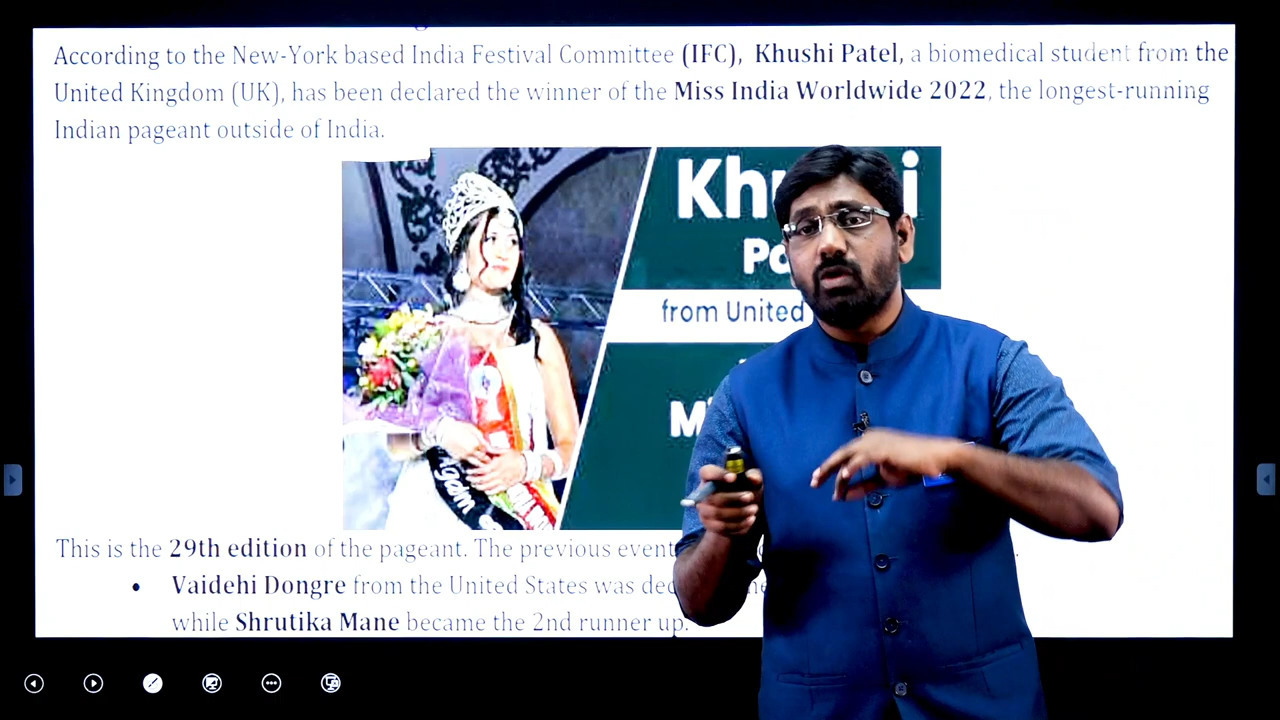 According to the New-York based India Festival Committee (IFC), Khushi Patel, a biomedical student from the
United Kingdom (UK), has been declared the winner of the Miss India Worldwide 2022, the longest-running
Indian pageant outside of India.
from United
This is the 29th edition of the pageant. The previous event
Vaidehi Dongre from the United States was
while Shrutika Mane became the 2nd runner up.